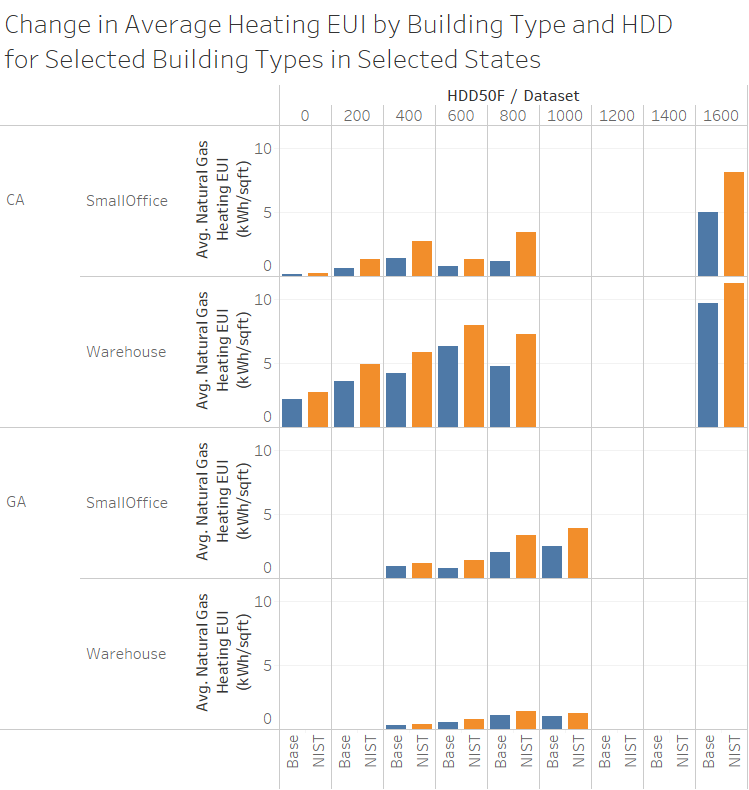 Change in Average Heating EUI by Building Type and HDD
for Selected Building Types in Selected States
HDD50F / Dataset
0 200 400 600 800 1000 1200 1400 1600
CA
SmallOffice
Avg. Natural Gas
Heating EUI
(kWh/sqft)
10
5
0
Warehouse
Avg. Natural Gas
Heating EUI
(kWh/sqft)
10
5
0
GA
SmallOffice
Avg. Natural Gas
Heating EUI
(kWh/sqft)
10
5
0
Warehouse
Avg. Natural Gas
Heating EUI
(kWh/sqft)
10
5
0
Base NIST Base NIST Base NIST Base NIST Base NIST Base NIST Base NIST Base NIST Base NIST